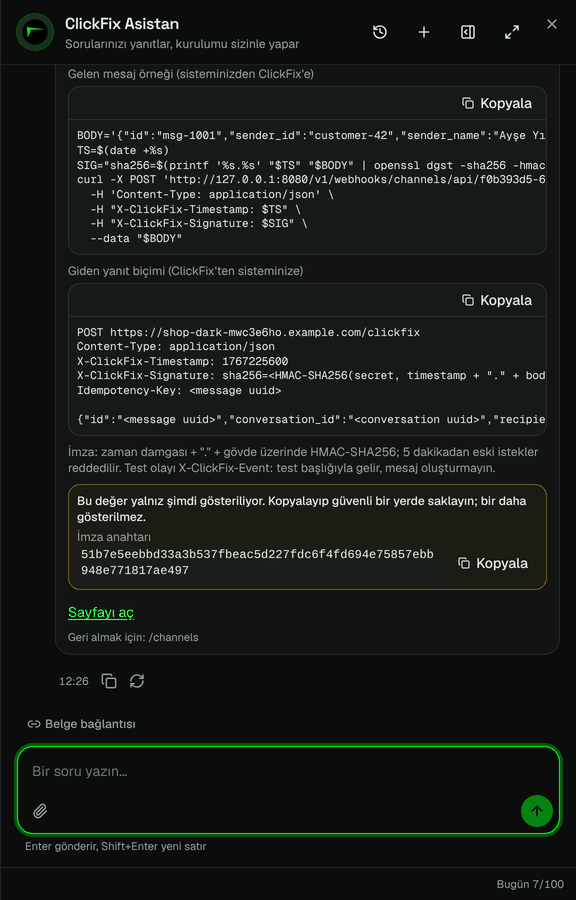 ClickFix Asistan
Sorularınızı yanıtlar, kurulumu sizinle yapar
Gelen mesaj örneği (sisteminizden ClickFix'e)
Kopyala
BODY='{"id":"msg-1001","sender_id":"customer-42","sender_name":"Ayşe Yı
TS=$(date +%s)
SIG="sha256=$(printf '%s.%s' "$TS" "$BODY" | openssl dgst -sha256 -hmac
curl -X POST 'http://127.0.0.1:8080/v1/webhooks/channels/api/f0b393d5-6
-H 'Content-Type: application/json' \
-H "X-ClickFix-Timestamp: $TS" \
-H "X-ClickFix-Signature: $SIG" \
--data "$BODY"
Giden yanıt biçimi (ClickFix'ten sisteminize)
Kopyala
POST https://shop-dark-mwc3e6ho.example.com/clickfix
Content-Type: application/json
X-ClickFix-Timestamp: 1767225600
X-ClickFix-Signature: sha256=<HMAC-SHA256(secret, timestamp + "." + bod
Idempotency-Key: <message uuid>
{"id":"<message uuid>","conversation_id":"<conversation uuid>","recipie
İmza: zaman damgası + "." + gövde üzerinde HMAC-SHA256; 5 dakikadan eski istekler
reddedilir. Test olayı X-ClickFix-Event: test başlığıyla gelir, mesaj oluşturmayın.
Bu değer yalnız şimdi gösteriliyor. Kopyalayıp güvenli bir yerde saklayın; bir daha
gösterilmez.
İmza anahtarı
51b7e5eebbd33a3b537fbeac5d227fdc6f4fd694e75857ebb
948e771817ae497
Kopyala
Sayfayı aç
Geri almak için: /channels
12:26
Belge bağlantısı
Bir soru yazın…
Enter gönderir, Shift+Enter yeni satır
Bugün 7/100